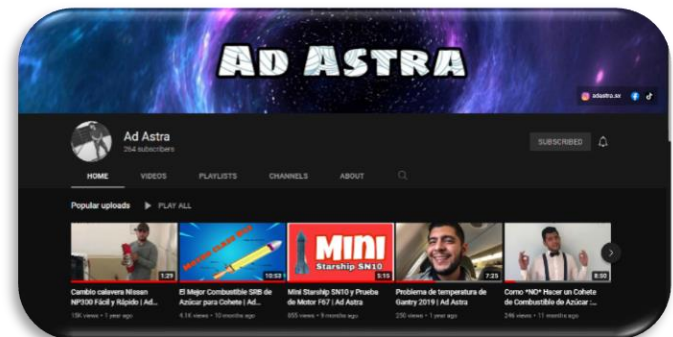 AD ASTRA
adastra.se
Ad Astra
264 subscribers
SUBSCRIBED
HOME VIDEOS PLAYLISTS CHANNELS ABOUT
Popular uploads PLAY ALL
MINI
Starship SN10
1:29 10:53 5:15 7:25 8:50
Cambio calavera Nissan
NP300 Fácil y Rápido | Ad...
15K views • 1 year ago
El Mejor Combustible SRB de
Azúcar para Cohete | Ad...
4.1K views • 10 months ago
Mini Starship SN10 y Prueba
de Motor F67 | Ad Astra
855 views • 9 months ago
Problema de temperatura de
Gantry 2019 | Ad Astra
250 views • 1 year ago
Como *NO* Hacer un Cohete
de Combustible de Azúcar :...
246 views • 11 months ago